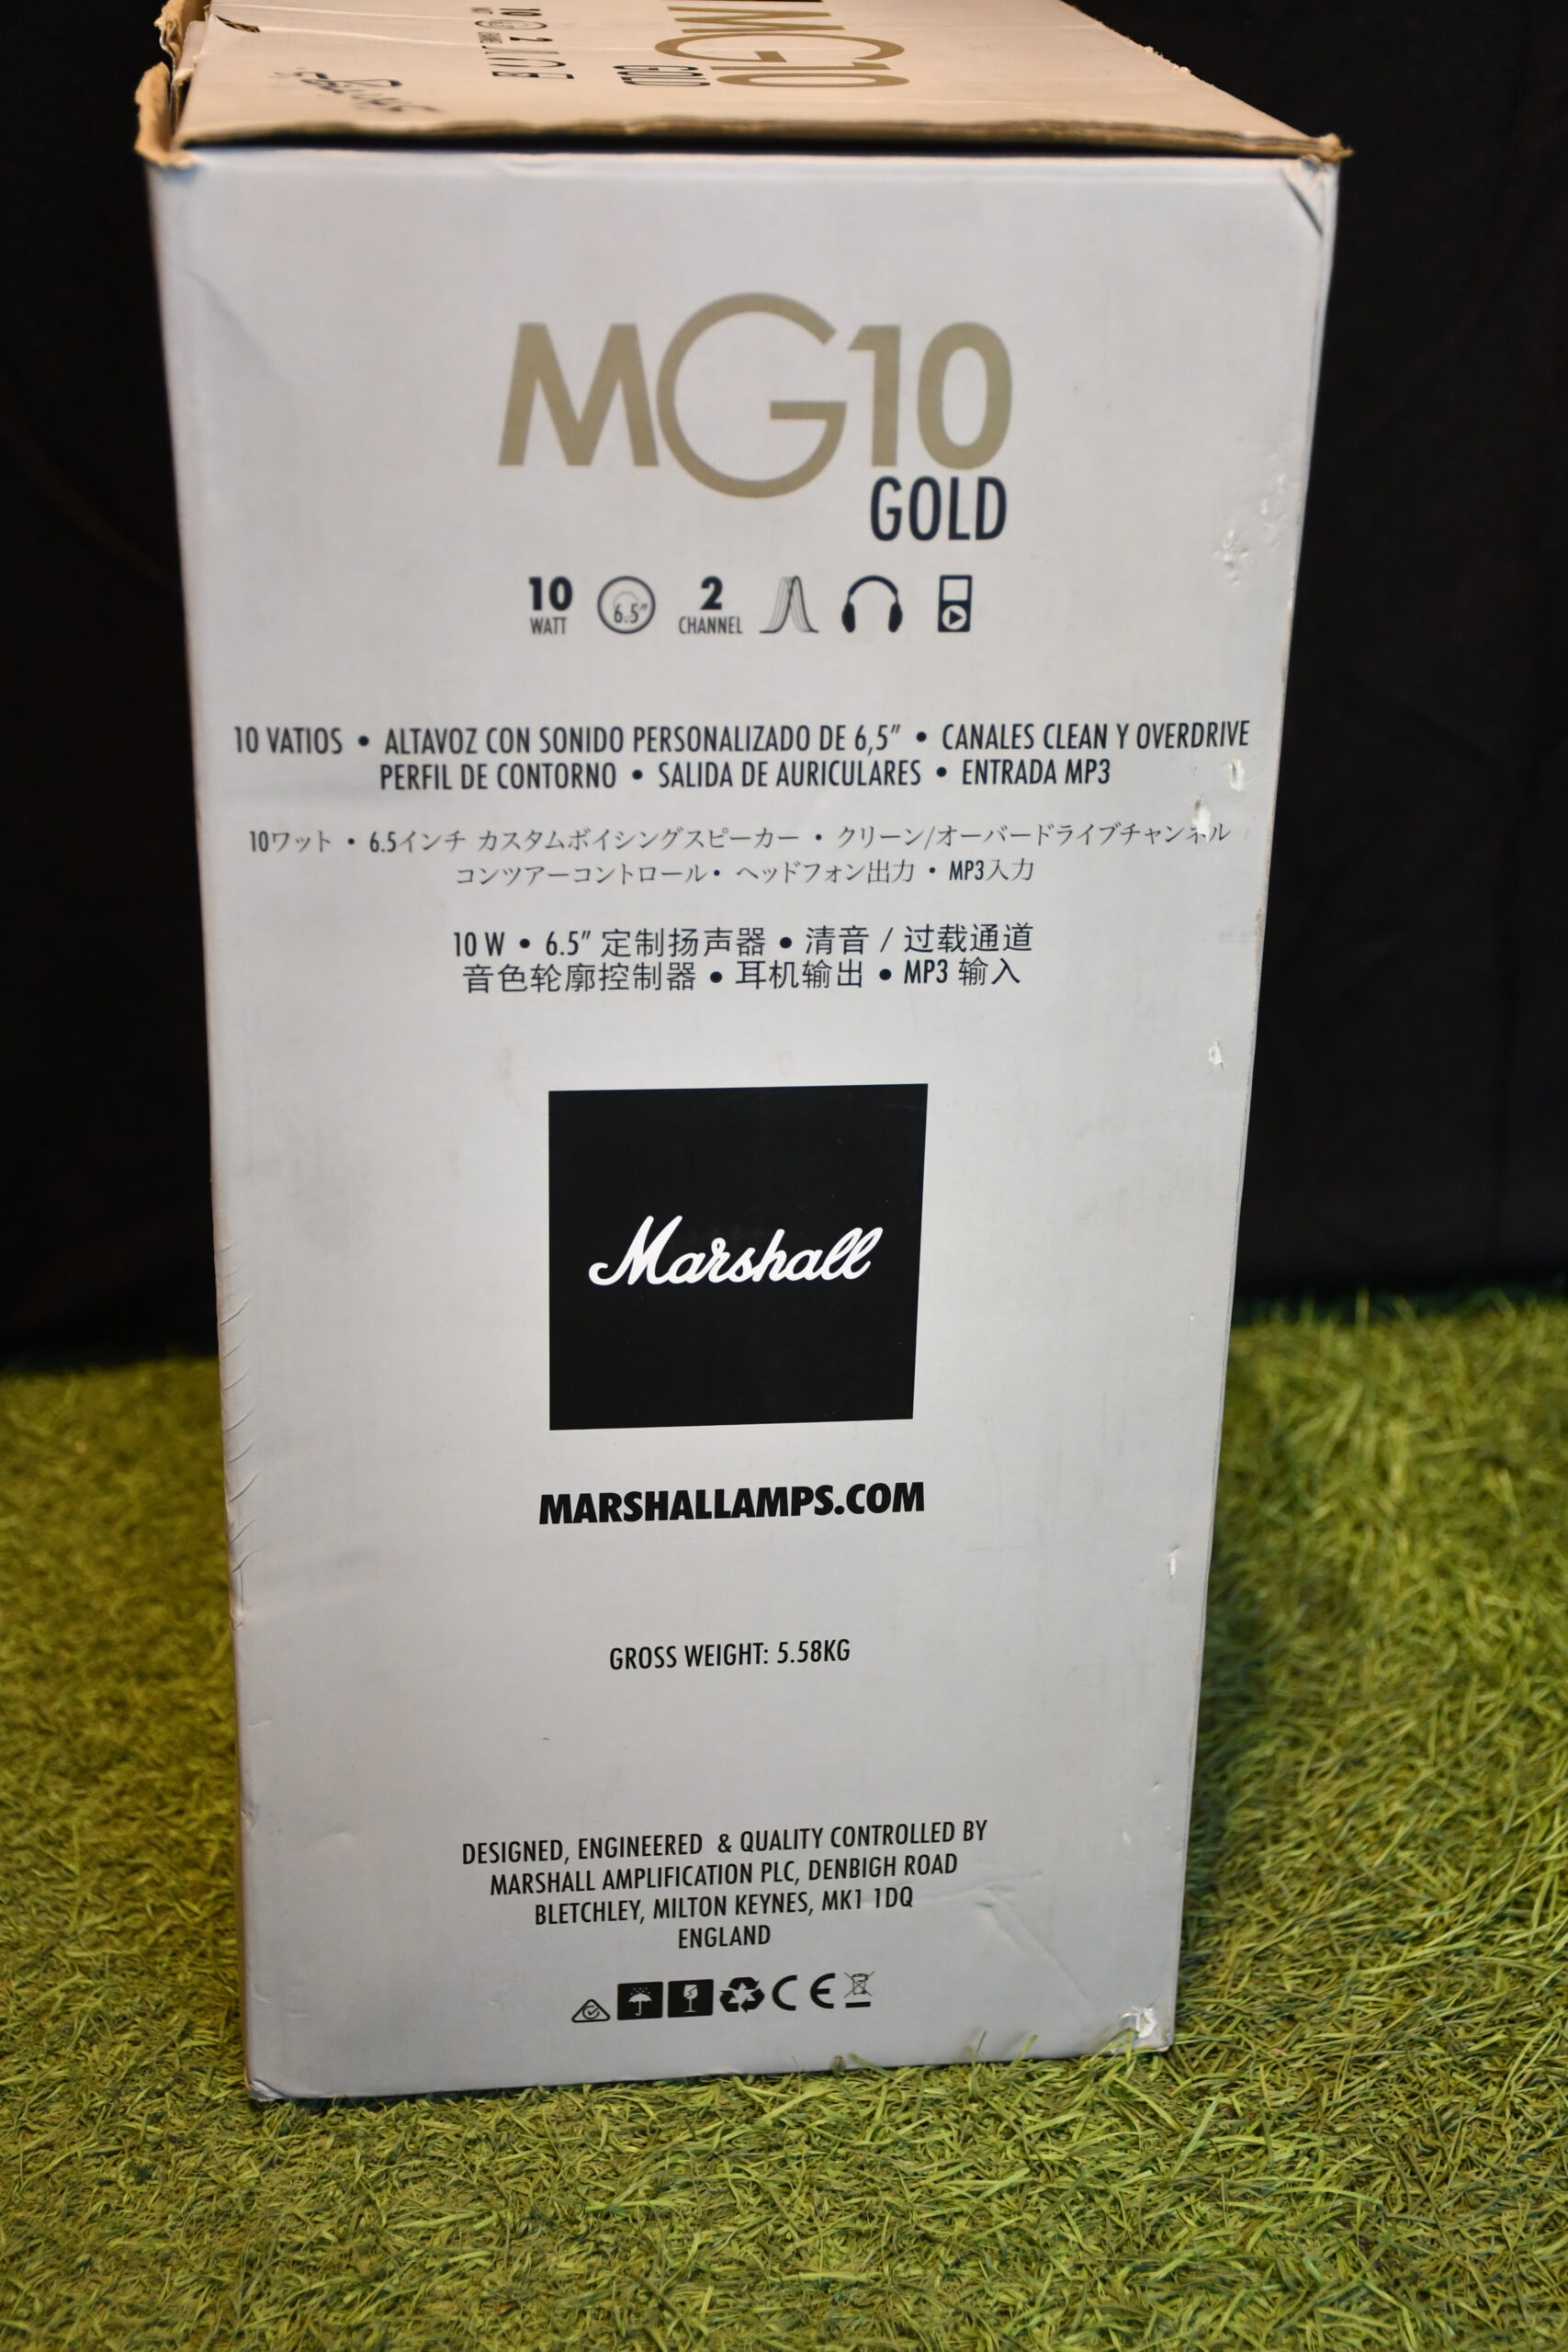 MG10
GOLD
MG10
GOLD
10 WATT 6.5" 2 CHANNEL
10 VATIOS • ALTAVOZ CON SONIDO PERSONALIZADO DE 6,5" • CANALES CLEAN Y OVERDRIVE
PERFIL DE CONTORNO • SALIDA DE AURICULARES • ENTRADA MP3
10ワット・6.5インチ カスタムボイシングスピーカー・クリーン/オーバードライブチャンネル
コンツアーコントロール・ヘッドフォン出力・MP3入力
10 W • 6.5" 定制扬声器 • 清音 / 过载通道
音色轮廓控制器 • 耳机输出 • MP3 输入
Marshall
MARSHALLAMPS.COM
GROSS WEIGHT: 5.58KG
DESIGNED, ENGINEERED & QUALITY CONTROLLED BY
MARSHALL AMPLIFICATION PLC, DENBIGH ROAD
BLETCHLEY, MILTON KEYNES, MK1 1DQ
ENGLAND
CE